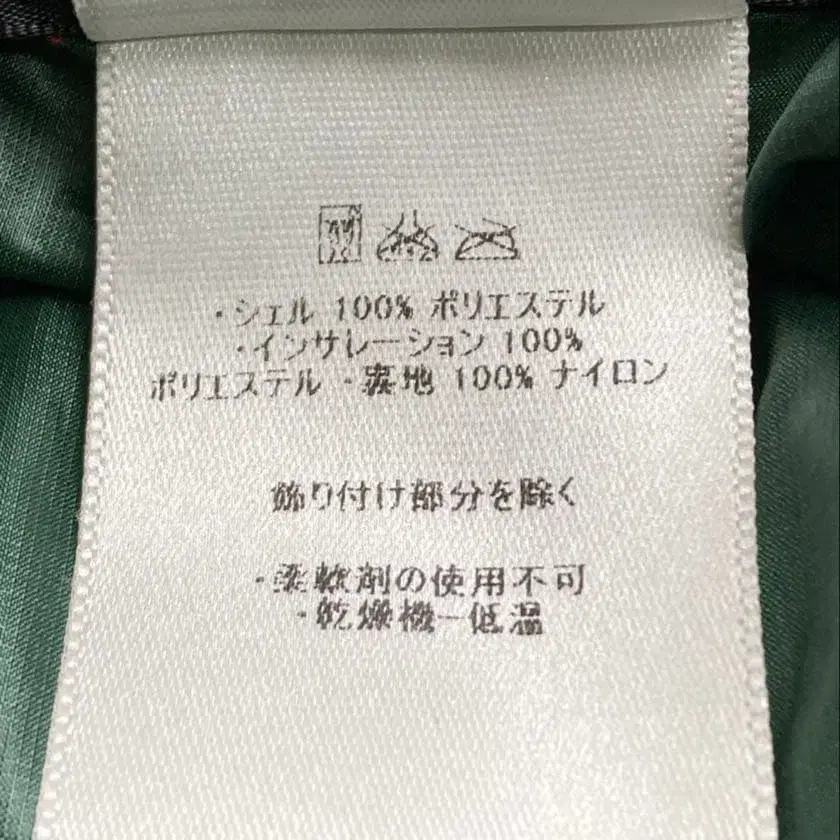 ・シェル 100% ポリエステル
・インサレーション 100%
ポリエステル ・表地 100% ナイロン
飾り付け部分を除く
・柔軟剤の使用不可
・乾燥機ー低温